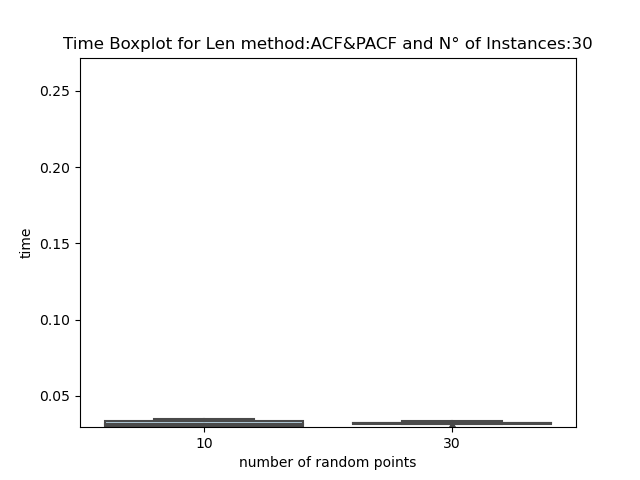 Time Boxplot for Len method:ACF&PACF and N° of Instances:30
0.25
0.20
0.15
0.10
0.05
time
10 30
number of random points